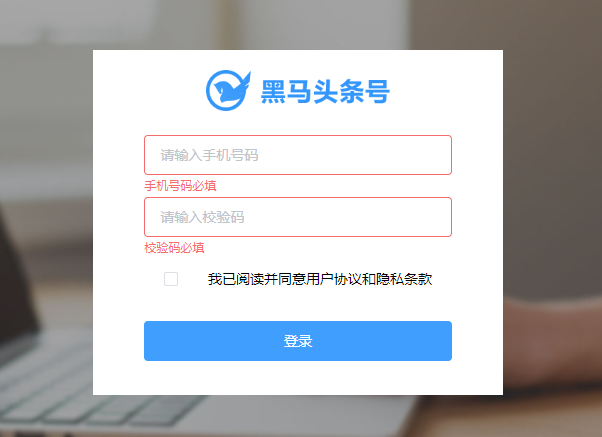 黑马头条号
请输入手机号码
手机号码必填
请输入校验码
校验码必填
我已阅读并同意用户协议和隐私条款
登录